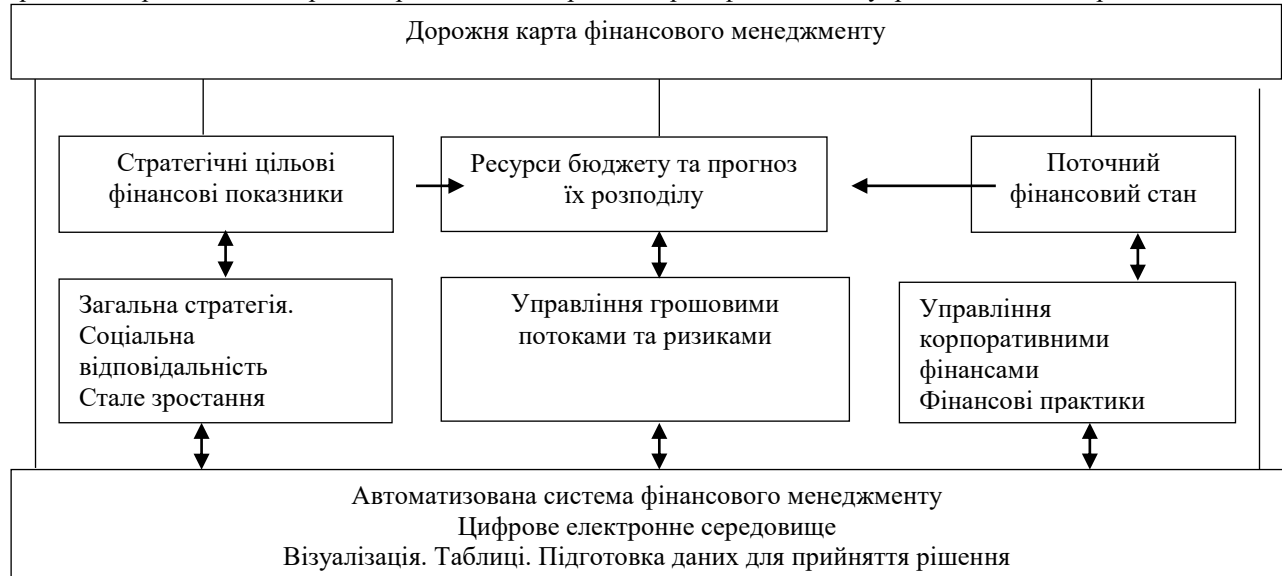 Дорожня карта фінансового менеджменту
Стратегічні цільові
фінансові показники
Ресурси бюджету та прогноз
їх розподілу
Поточний
фінансовий стан
Загальна стратегія.
Соціальна
відповідальність
Стале зростання
Управління грошовими
потоками та ризиками
Управління
корпоративними
фінансами
Фінансові практики
Автоматизована система фінансового менеджменту
Цифрове електронне середовище
Візуалізація. Таблиці. Підготовка даних для прийняття рішення